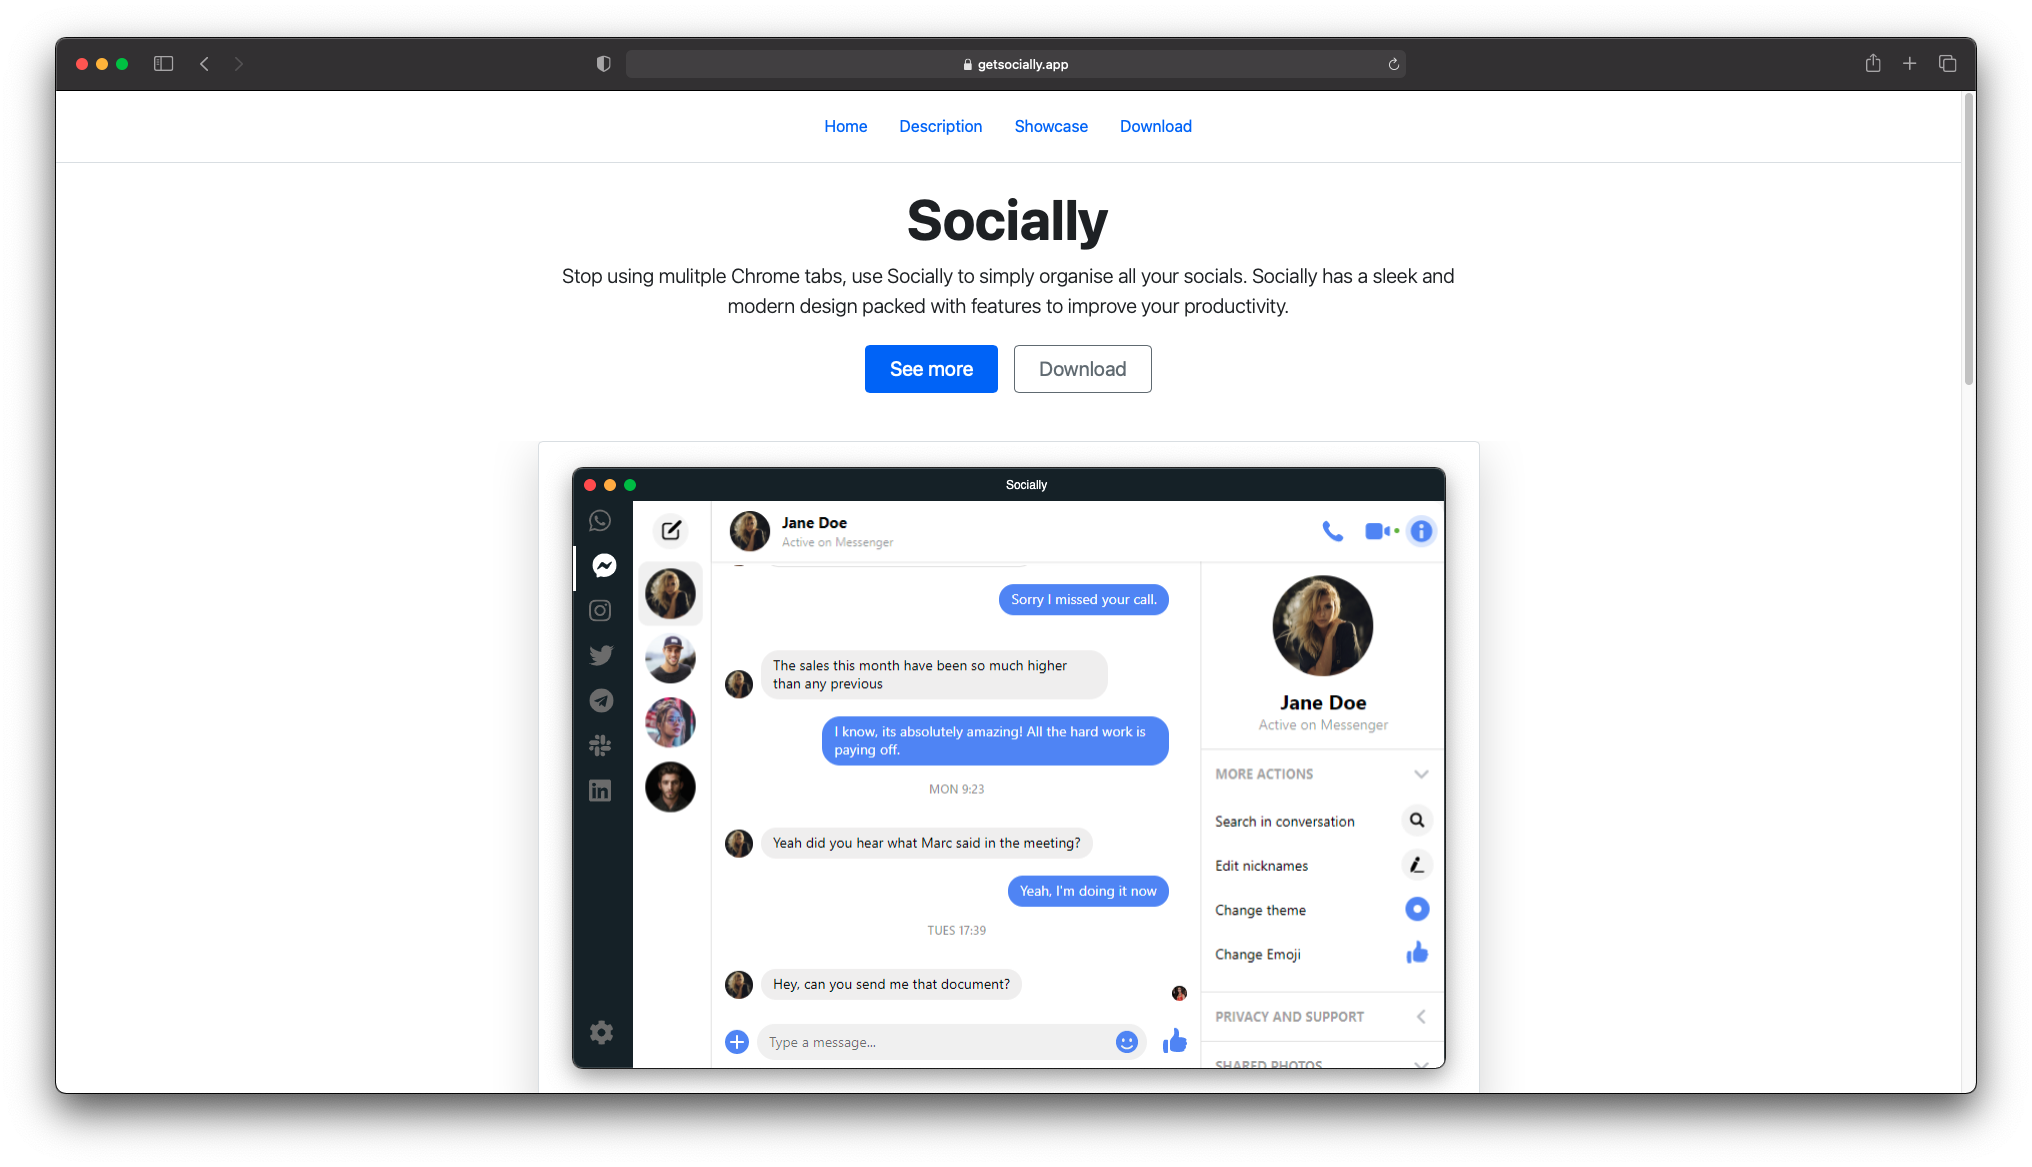 getsocially.app
Home Description Showcase Download
Socially
Stop using mulitple Chrome tabs, use Socially to simply organise all your socials. Socially has a sleek and
modern design packed with features to improve your productivity.
See more Download
Socially
Jane Doe
Active on Messenger
Sorry I missed your call.
The sales this month have been so much higher
than any previous
I know, its absolutely amazing! All the hard work is
paying off.
MON 9:23
Yeah did you hear what Marc said in the meeting?
Yeah, I'm doing it now
TUES 17:39
Hey, can you send me that document?
Type a message...
Jane Doe
Active on Messenger
MORE ACTIONS
Search in conversation
Edit nicknames
Change theme
Change Emoji
PRIVACY AND SUPPORT
SHARED PHOTOS